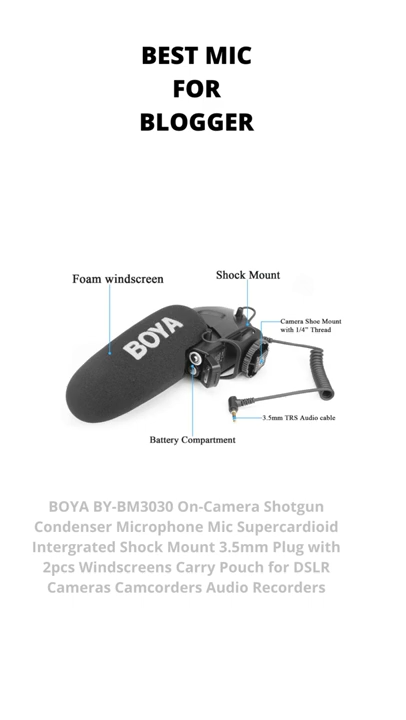 BEST MIC
FOR
BLOGGER
Foam windscreen
Shock Mount
Camera Shoe Mount
with 1/4" Thread
BOYA
3.5mm TRS Audio cable
Battery Compartment
BOYA BY-BM3030 On-Camera Shotgun
Condenser Microphone Mic Supercardioid
Intergrated Shock Mount 3.5mm Plug with
2pcs Windscreens Carry Pouch for DSLR
Cameras Camcorders Audio Recorders